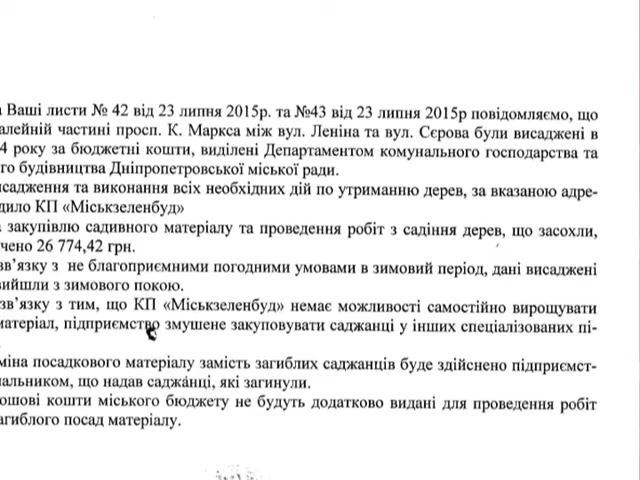 Ваші листи № 42 від 23 липня 2015р. та №43 від 23 липня 2015р повідомляємо, що
алейній частині просп. К. Маркса між вул. Леніна та вул. Сєрова були висаджені в
4 року за бюджетні кошти, виділені Департаментом комунального господарства та
го будівництва Дніпропетровської міської ради.
исадження та виконання всіх необхідних дій по утриманню дерев, за вказаною адре-
дило КП «Міськзеленбуд»
закупівлю садивного матеріалу та проведення робіт з садіння дерев, що засохли,
чено 26 774,42 грн.
зв’язку з не благоприємними погодними умовами в зимовий період, дані висаджені
вийшли з зимового покою.
зв’язку з тим, що КП «Міськзеленбуд» немає можливості самостійно вирощувати
матеріал, підприємство змушене закуповувати саджанці у інших спеціалізованих пі-
міна посадкового матеріалу замість загиблих саджанців буде здійснено підприємст-
чальником, що надав саджанці, які загинули.
ошові кошти міського бюджету не будуть додатково видані для проведення робіт
агиблого посад матеріалу.